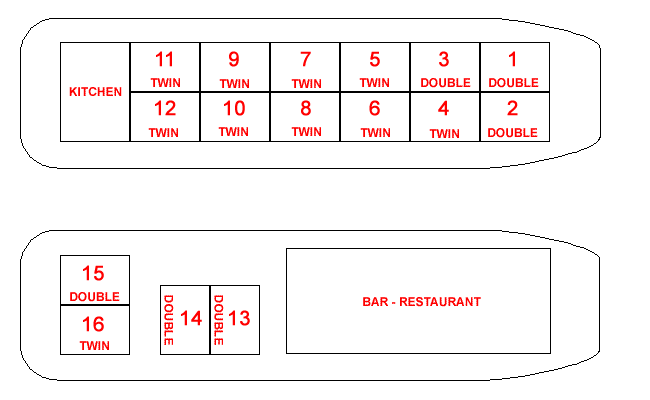 11 9 7 5 3 1
TWIN TWIN TWIN TWIN DOUBLE DOUBLE
KITCHEN
12 10 8 6 4 2
TWIN TWIN TWIN TWIN TWIN DOUBLE
15
DOUBLE
16
TWIN
DOUBLE 14
DOUBLE 13
BAR - RESTAURANT